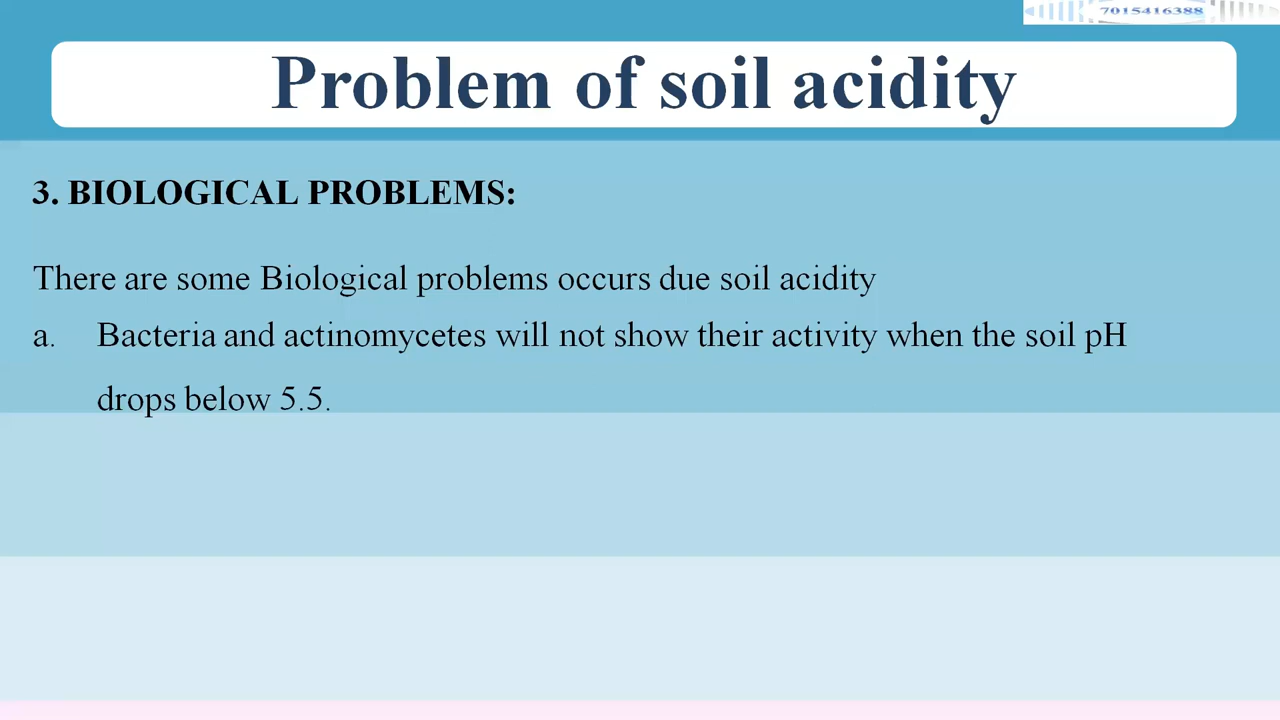 7015416388
Problem of soil acidity
3. BIOLOGICAL PROBLEMS:
There are some Biological problems occurs due soil acidity
a. Bacteria and actinomycetes will not show their activity when the soil pH
drops below 5.5.